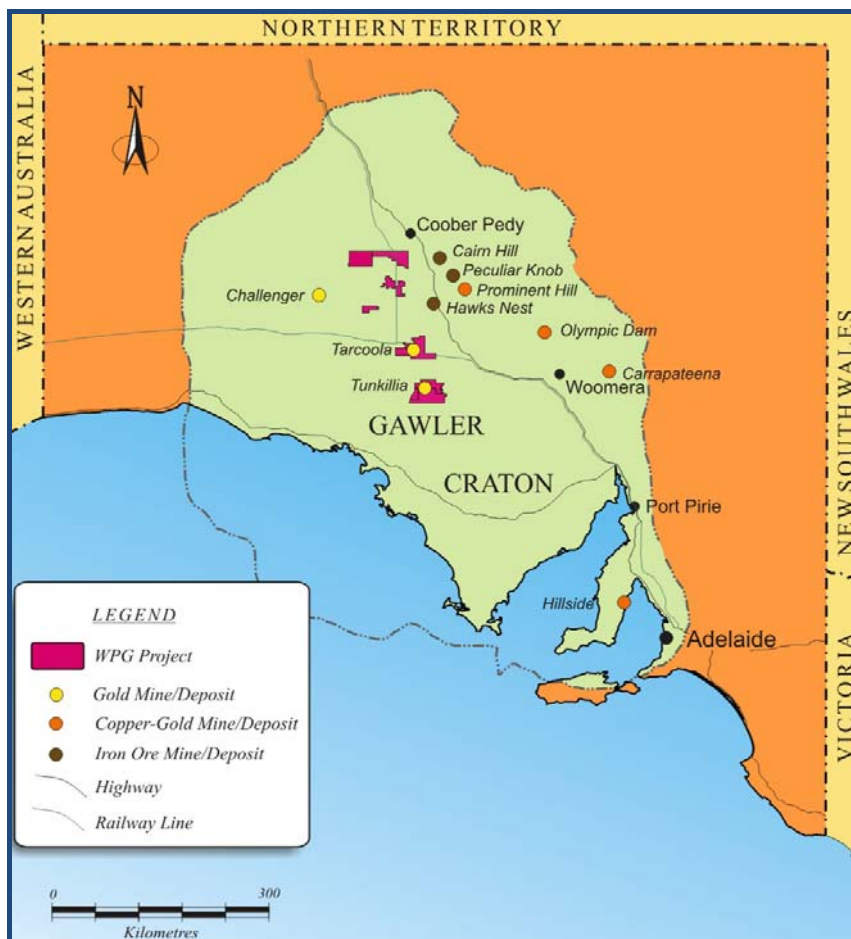 NORTHERN TERRITORY
WESTERN AUSTRALIA
N
Coober Pedy
Cairn Hill
Peculiar Knob
Prominent Hill
Challenger
Hawks Nest
Olympic Dam
Tarcoola
Carrapateena
Woomera
Tunkillia
GAWLER
CRATON
NEW SOUTH WALES
Port Pirie
Hillside
Adelaide
VICTORIA
LEGEND
WPG Project
Gold Mine/Deposit
Copper-Gold Mine/Deposit
Iron Ore Mine/Deposit
Highway
Railway Line
0 300
Kilometres